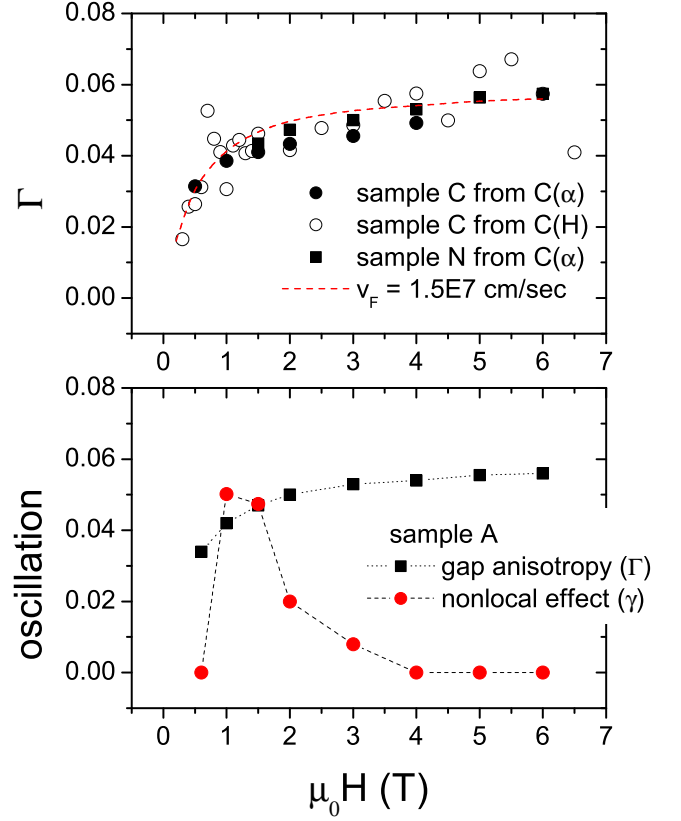 0.08
0.06
0.04
0.02
0.00
Γ
sample C from C(α)
sample C from C(H)
sample N from C(α)
v_F = 1.5E7 cm/sec
0 1 2 3 4 5 6 7
0.08
0.06
0.04
0.02
0.00
oscillation
sample A
gap anisotropy (Γ)
nonlocal effect (γ)
0 1 2 3 4 5 6 7
μ₀H (T)